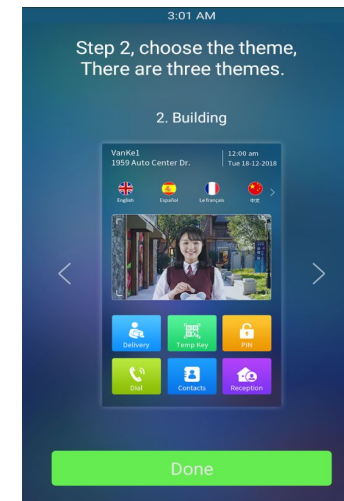 3:01 AM
Step 2, choose the theme,
There are three themes.
2. Building
VanKe1
1959 Auto Center Dr.
12:00 am
Tue 18-12-2018
English Español Le français 中文
Delivery Temp Key PIN
Dial Contacts Reception
Done